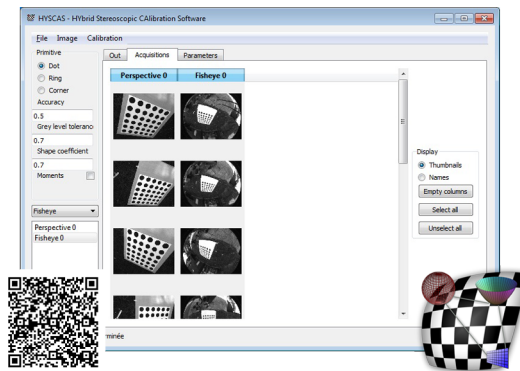 HYSCAS - HYbrid Stereoscopic CAlibration Software
File Image Calibration
Primitive
Dot
Ring
Corner
Accuracy
0.5
Grey level toleranc
0.7
Shape coefficient
0.7
Moments
Fisheye
Perspective 0
Fisheye 0
Out Acquisitions Parameters
Perspective 0 Fisheye 0
Display
Thumbnails
Names
Empty columns
Select all
Unselect all
rminée